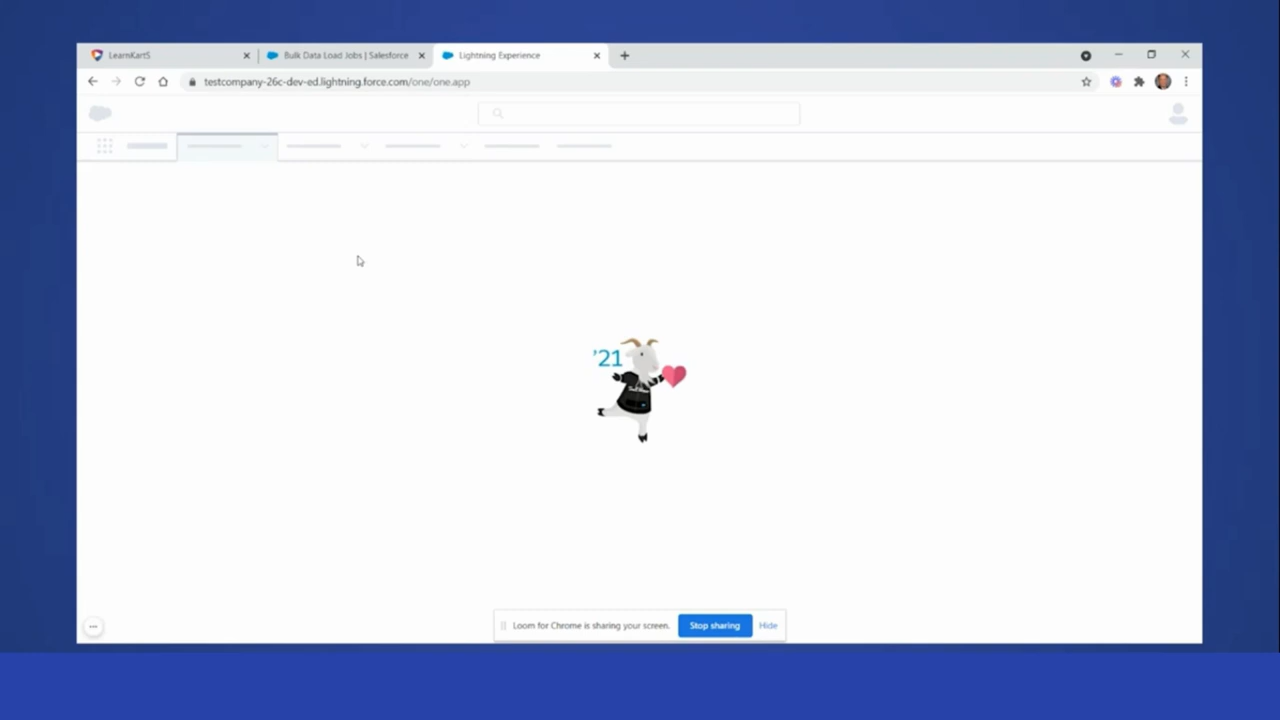 LearnKartS
Bulk Data Load Jobs | Salesforce
Lightning Experience
testcompany-26c-dev-ed.lightning.force.com/one/one.app
'21
Loom for Chrome is sharing your screen.
Stop sharing
Hide